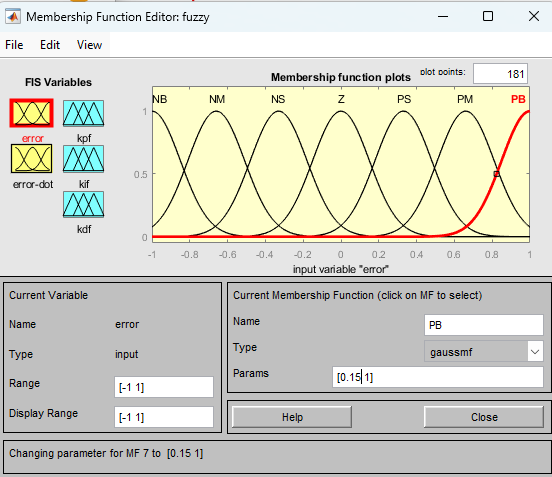 Membership Function Editor: fuzzy
File Edit View
FIS Variables
error
kpf
error-dot
kif
kdf
Membership function plots
plot points:
181
NB NM NS Z PS PM PB
1
0.5
0
-1 -0.8 -0.6 -0.4 -0.2 0 0.2 0.4 0.6 0.8 1
input variable "error"
Current Variable
Name error
Type input
Range [-1 1]
Display Range [-1 1]
Current Membership Function (click on MF to select)
Name PB
Type gaussmf
Params [0.15 1]
Help Close
Changing parameter for MF 7 to [0.15 1]